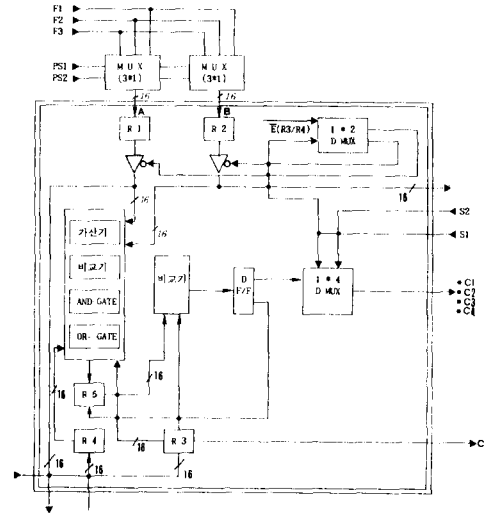 F1
F2
F3
PS1
PS2
M U X
(3*1)
M U X
(3*1)
16
16
A
B
R 1
R 2
E(R3/R4)
1 * 2
D MUX
16
16
16
S2
S1
가산기
비교기
AND GATE
OR- GATE
비교기
D
F/F
1 * 4
D MUX
C1
C2
C3
C4
R 5
16
16
R 4
16
R 3
C
16
16
16